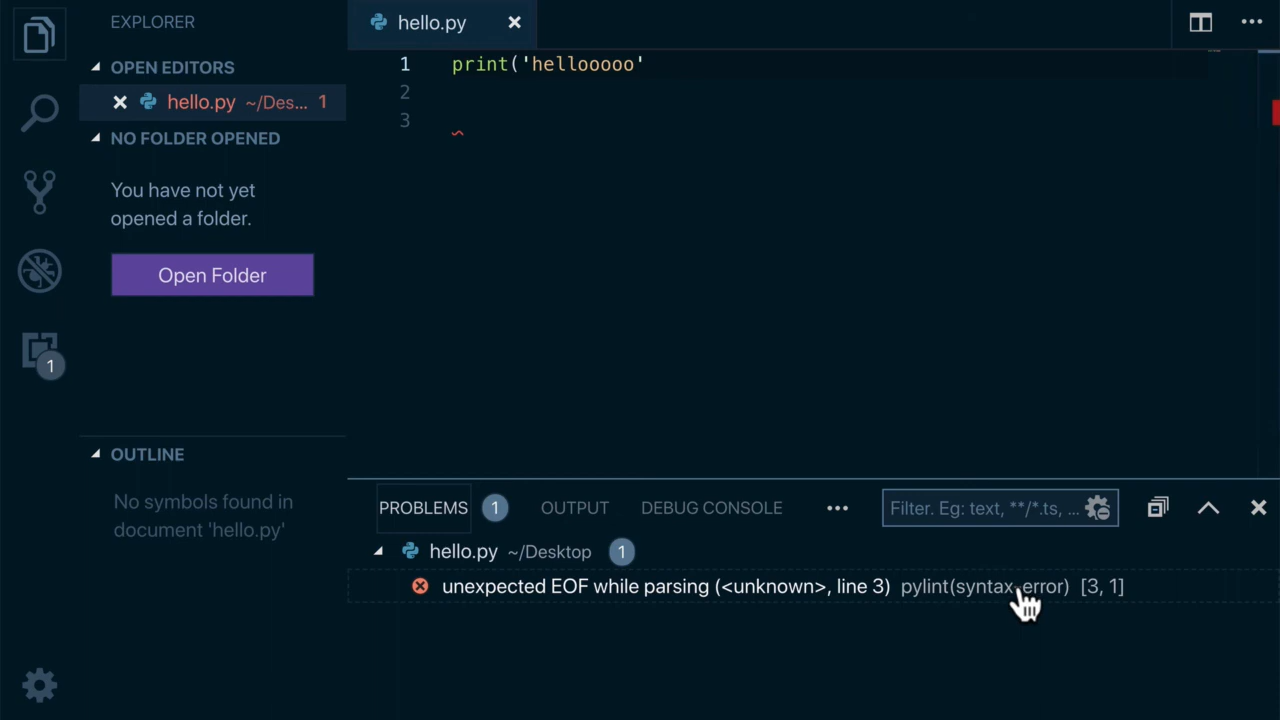 EXPLORER
OPEN EDITORS
hello.py ~/Des... 1
NO FOLDER OPENED
You have not yet
opened a folder.
Open Folder
1
OUTLINE
No symbols found in
document 'hello.py'
hello.py
1 print('hellooooo'
2
3
PROBLEMS 1 OUTPUT DEBUG CONSOLE ••• Filter. Eg: text, **/*.ts, ...
hello.py ~/Desktop 1
unexpected EOF while parsing (<unknown>, line 3) pylint(syntax-error) [3, 1]